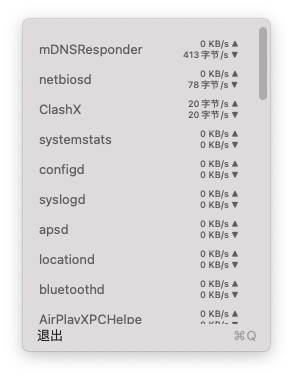 0 KB/s ▲
mDNSResponder
413 字节/s ▼
0 KB/s ▲
netbiosd
78 字节/s ▼
20 字节/s ▲
ClashX
20 字节/s ▼
0 KB/s ▲
systemstats
0 KB/s ▼
0 KB/s ▲
configd
0 KB/s ▼
0 KB/s ▲
syslogd
0 KB/s ▼
0 KB/s ▲
apsd
0 KB/s ▼
0 KB/s ▲
locationd
0 KB/s ▼
0 KB/s ▲
bluetoothd
0 KB/s ▼
0 KB/s ▲
AirPlayXPCHelpe
退出 ⌘Q